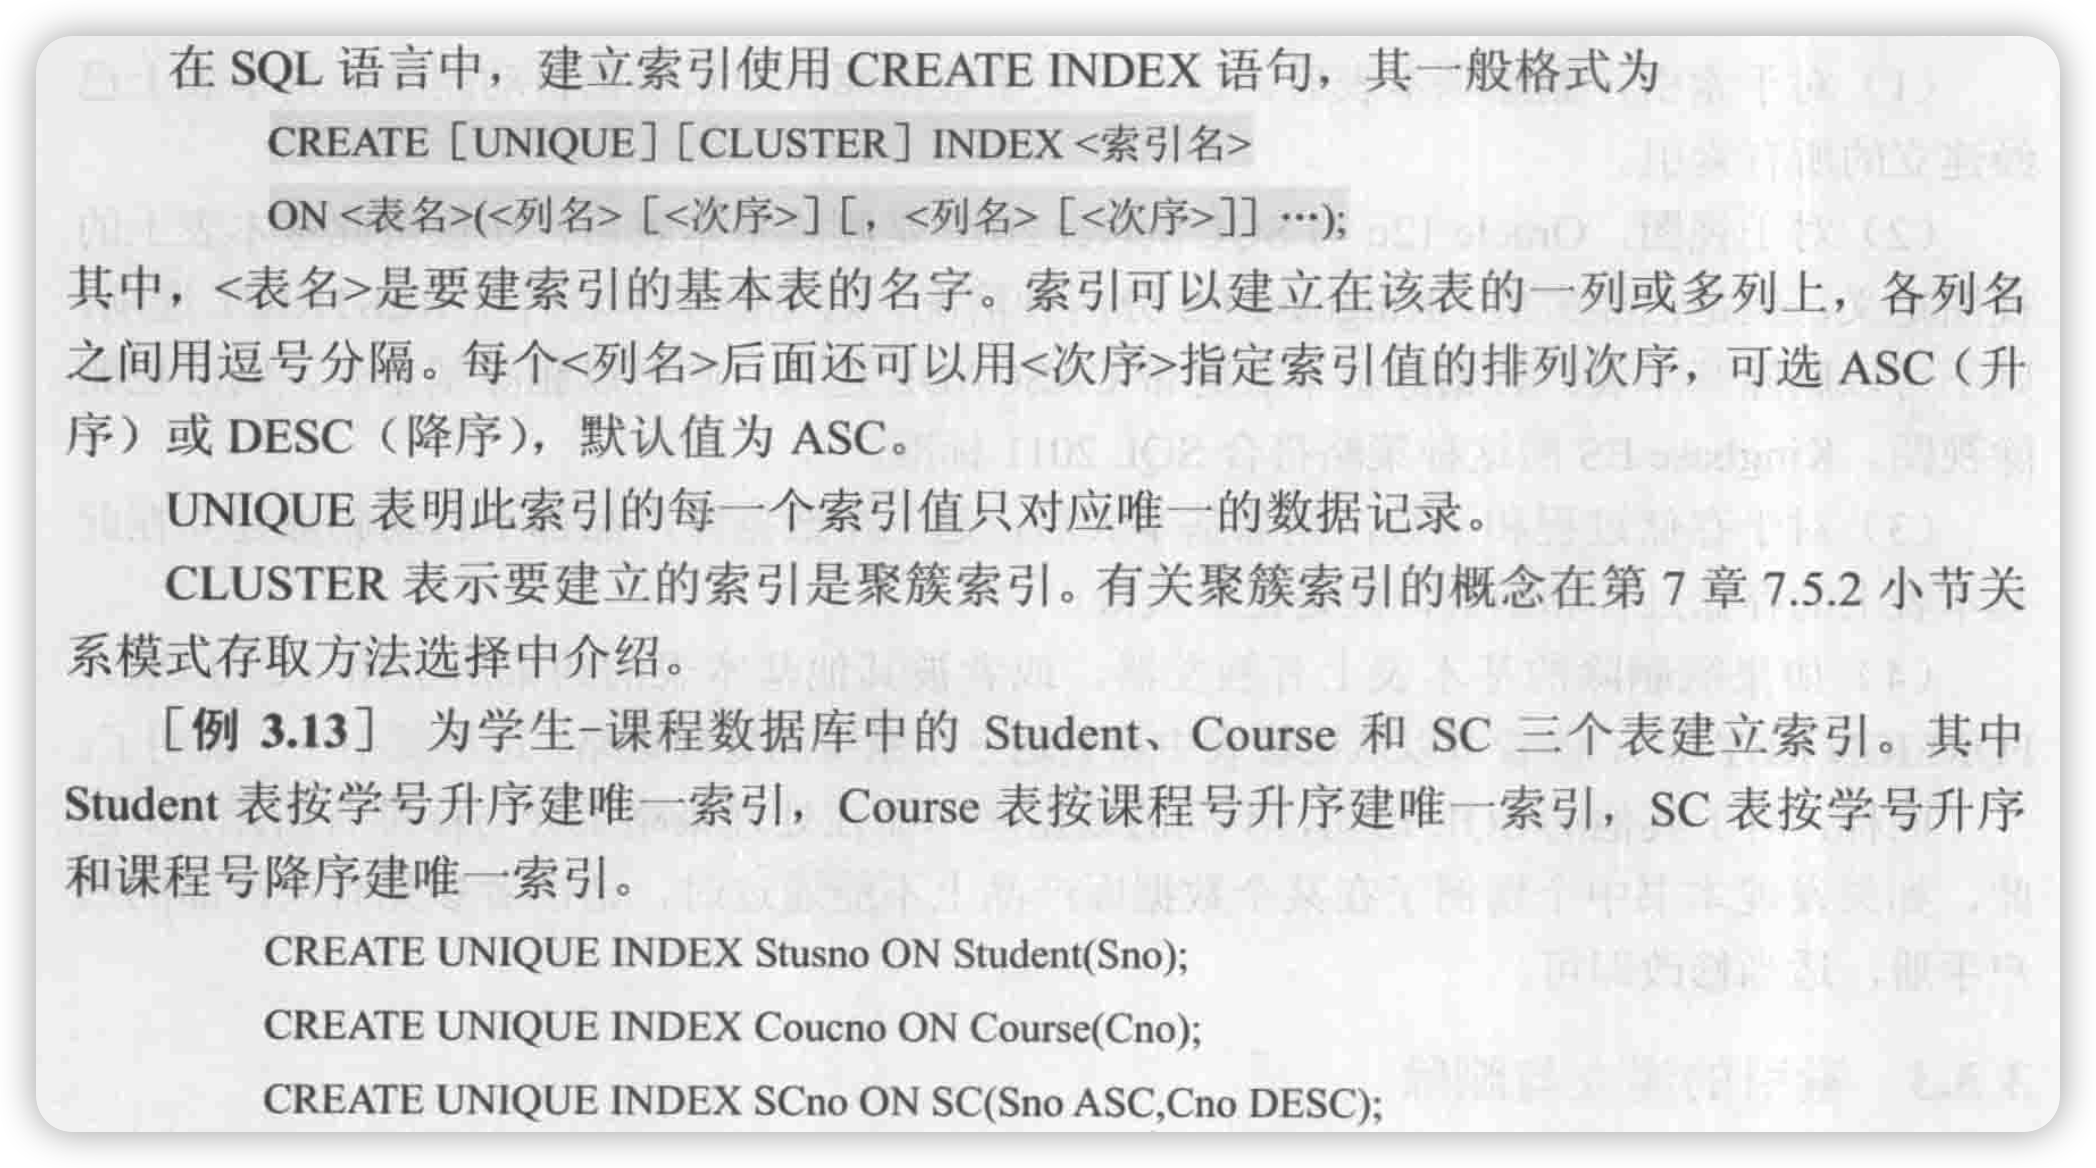 在 SQL 语言中，建立索引使用 CREATE INDEX 语句，其一般格式为
CREATE［UNIQUE］［CLUSTER］INDEX <索引名>
ON <表名>(<列名>［<次序>］［，<列名>［<次序>］］…);
其中，<表名>是要建索引的基本表的名字。索引可以建立在该表的一列或多列上，各列名
之间用逗号分隔。每个<列名>后面还可以用<次序>指定索引值的排列次序，可选 ASC（升
序）或 DESC（降序），默认值为 ASC。
UNIQUE 表明此索引的每一个索引值只对应唯一的数据记录。
CLUSTER 表示要建立的索引是聚簇索引。有关聚簇索引的概念在第 7 章 7.5.2 小节关
系模式存取方法选择中介绍。
［例 3.13］ 为学生-课程数据库中的 Student、Course 和 SC 三个表建立索引。其中
Student 表按学号升序建唯一索引，Course 表按课程号升序建唯一索引，SC 表按学号升序
和课程号降序建唯一索引。
CREATE UNIQUE INDEX Stusno ON Student(Sno);
CREATE UNIQUE INDEX Coucno ON Course(Cno);
CREATE UNIQUE INDEX SCno ON SC(Sno ASC,Cno DESC);